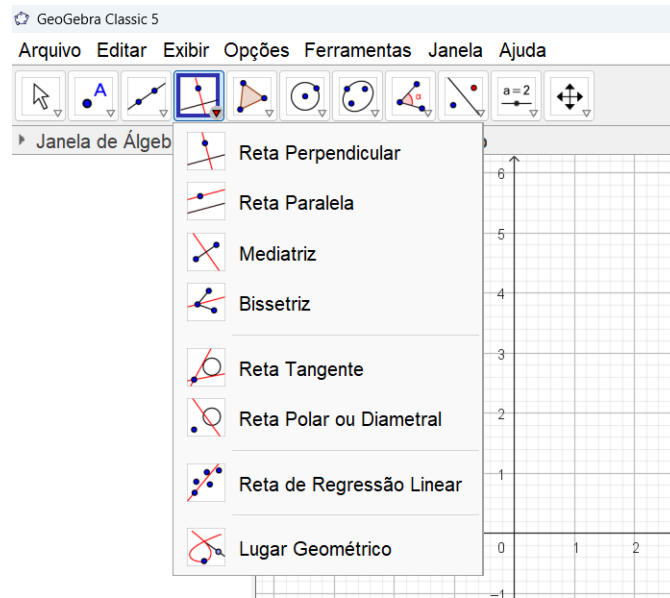 GeoGebra Classic 5
Arquivo Editar Exibir Opções Ferramentas Janela Ajuda
A
α
a=2
Janela de Álgeb
Reta Perpendicular
Reta Paralela
Mediatriz
Bissetriz
Reta Tangente
Reta Polar ou Diametral
Reta de Regressão Linear
Lugar Geométrico
6
5
4
3
2
1
0 1 2
−1